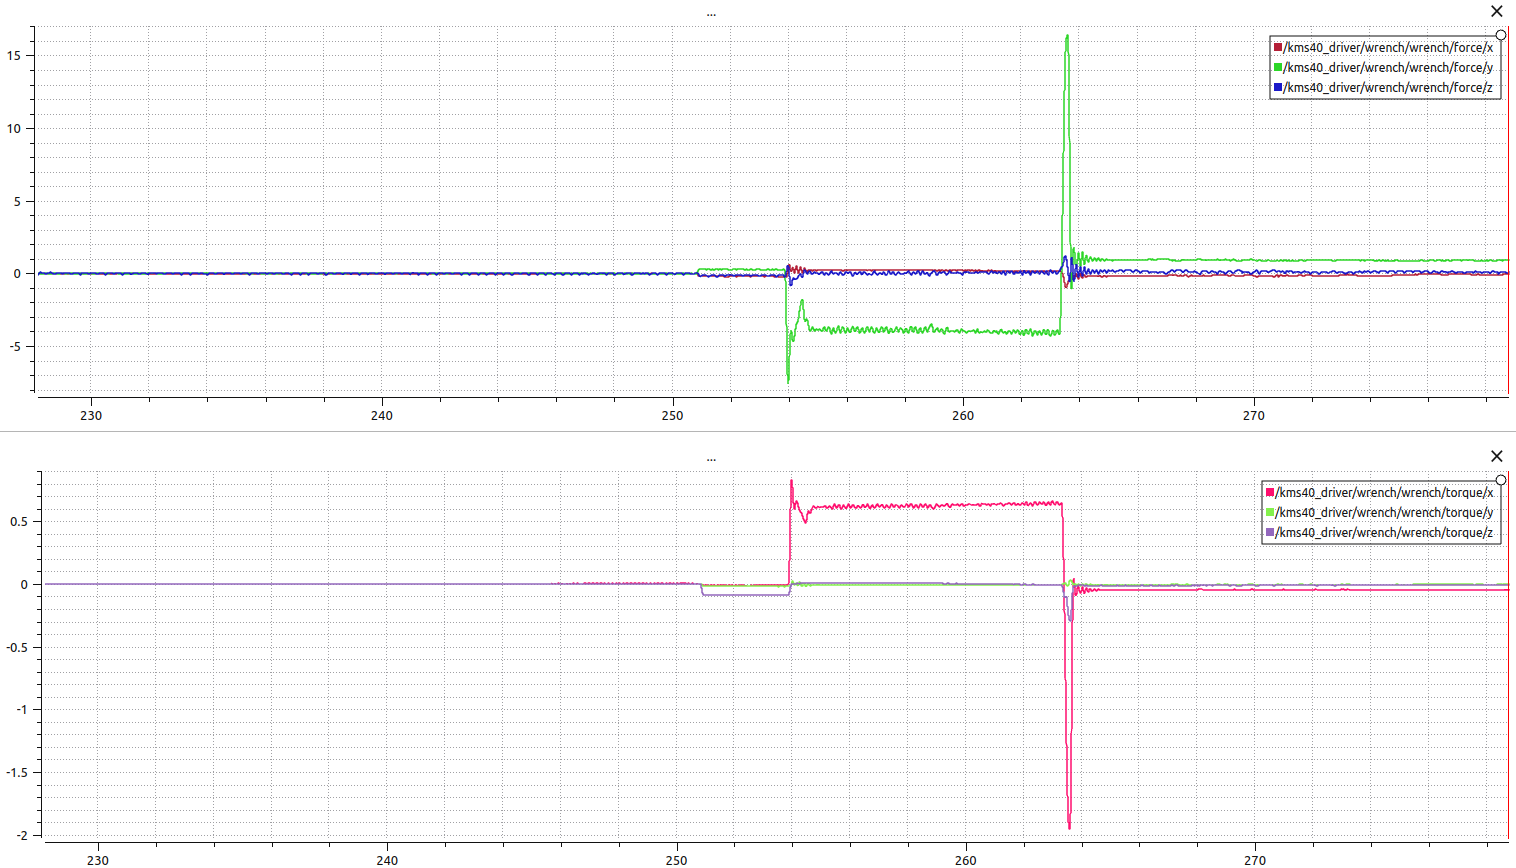 ...
15
10
5
0
-5
230 240 250 260 270
/kms40_driver/wrench/wrench/force/x
/kms40_driver/wrench/wrench/force/y
/kms40_driver/wrench/wrench/force/z
...
0.5
0
-0.5
-1
-1.5
-2
230 240 250 260 270
/kms40_driver/wrench/wrench/torque/x
/kms40_driver/wrench/wrench/torque/y
/kms40_driver/wrench/wrench/torque/z